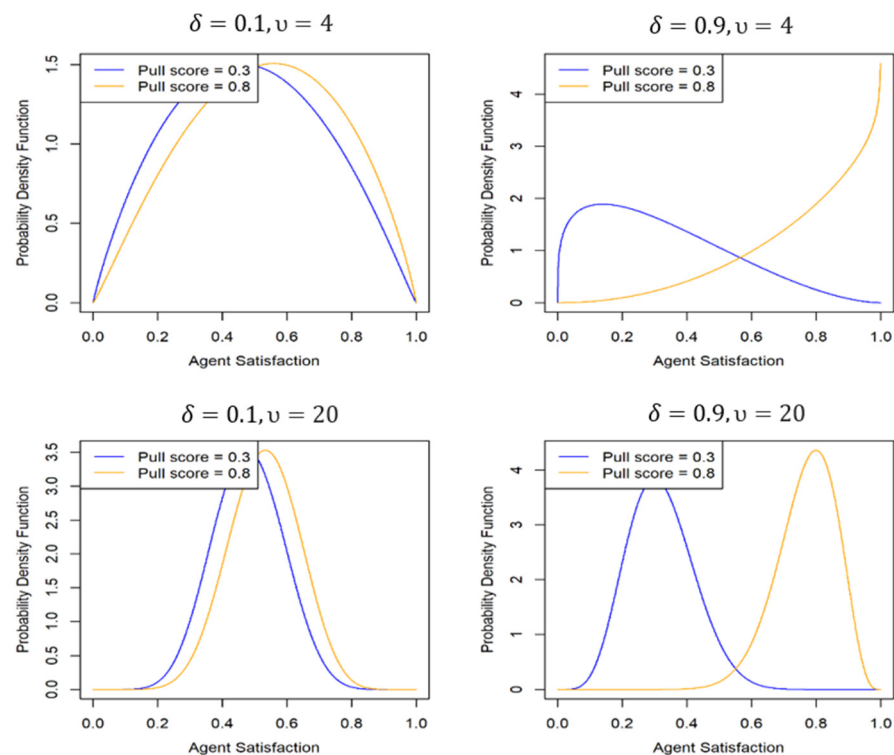 δ = 0.1, υ = 4
Pull score = 0.3
Pull score = 0.8
Probability Density Function
0.0
0.5
1.0
1.5
0.0 0.2 0.4 0.6 0.8 1.0
Agent Satisfaction
δ = 0.9, υ = 4
Pull score = 0.3
Pull score = 0.8
Probability Density Function
0
1
2
3
4
0.0 0.2 0.4 0.6 0.8 1.0
Agent Satisfaction
δ = 0.1, υ = 20
Pull score = 0.3
Pull score = 0.8
Probability Density Function
0.0
0.5
1.0
1.5
2.0
2.5
3.0
3.5
0.0 0.2 0.4 0.6 0.8 1.0
Agent Satisfaction
δ = 0.9, υ = 20
Pull score = 0.3
Pull score = 0.8
Probability Density Function
0
1
2
3
4
0.0 0.2 0.4 0.6 0.8 1.0
Agent Satisfaction